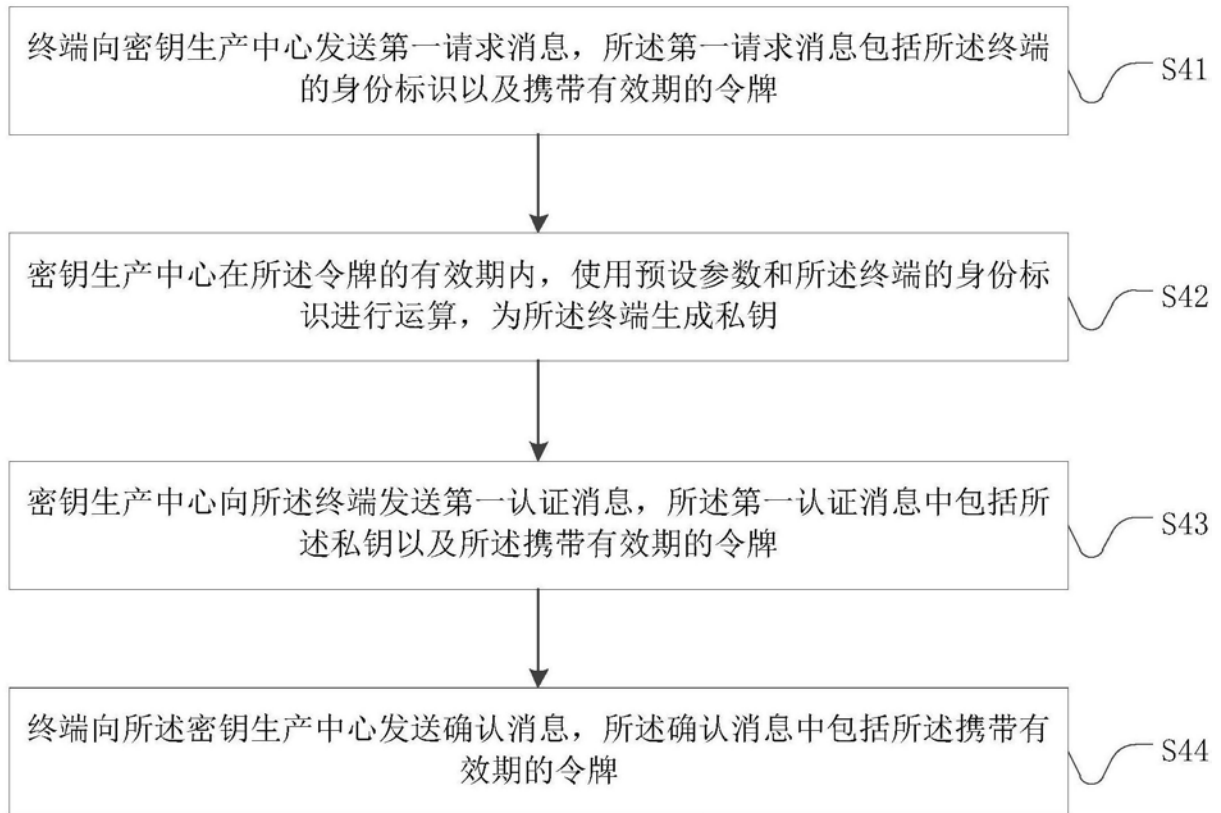 终端向密钥生产中心发送第一请求消息，所述第一请求消息包括所述终端
的身份标识以及携带有效期的令牌
S41
密钥生产中心在所述令牌的有效期内，使用预设参数和所述终端的身份标
识进行运算，为所述终端生成私钥
S42
密钥生产中心向所述终端发送第一认证消息，所述第一认证消息中包括所
述私钥以及所述携带有效期的令牌
S43
终端向所述密钥生产中心发送确认消息，所述确认消息中包括所述携带有
效期的令牌
S44